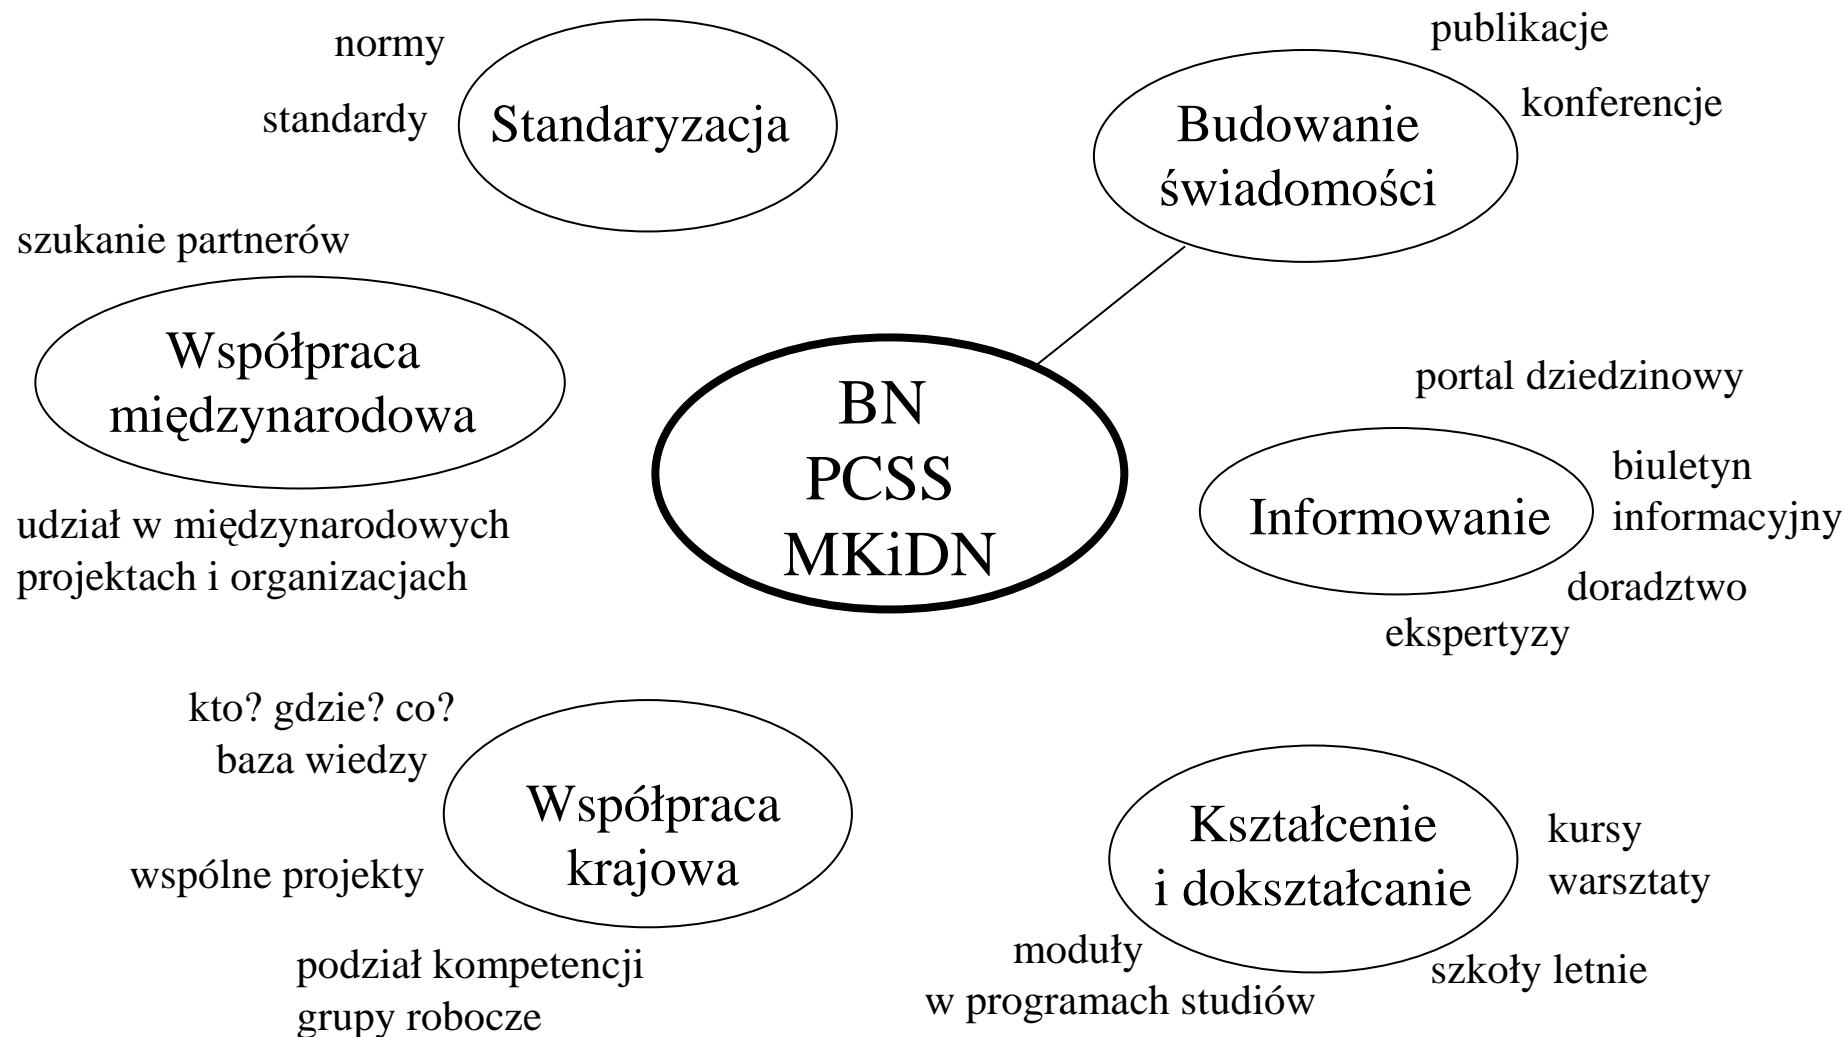 normy
standardy
Standaryzacja
publikacje
konferencje
Budowanie
świadomości
szukanie partnerów
Współpraca
międzynarodowa
udział w międzynarodowych
projektach i organizacjach
BN
PCSS
MKiDN
portal dziedzinowy
Informowanie
biuletyn
informacyjny
doradztwo
ekspertyzy
kto? gdzie? co?
baza wiedzy
Współpraca
krajowa
wspólne projekty
podział kompetencji
grupy robocze
Kształcenie
i dokształcanie
kursy
warsztaty
szkoły letnie
moduły
w programach studiów